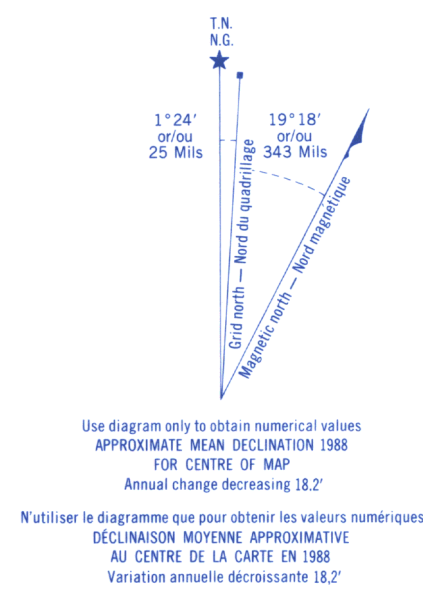 T.N.
N.G.
1°24′
or/ou
25 Mils
19°18′
or/ou
343 Mils
Grid north — Nord du quadrillage
Magnetic north — Nord magnétique
Use diagram only to obtain numerical values
APPROXIMATE MEAN DECLINATION 1988
FOR CENTRE OF MAP
Annual change decreasing 18.2′
N'utiliser le diagramme que pour obtenir les valeurs numériques
DÉCLINAISON MOYENNE APPROXIMATIVE
AU CENTRE DE LA CARTE EN 1988
Variation annuelle décroissante 18,2′